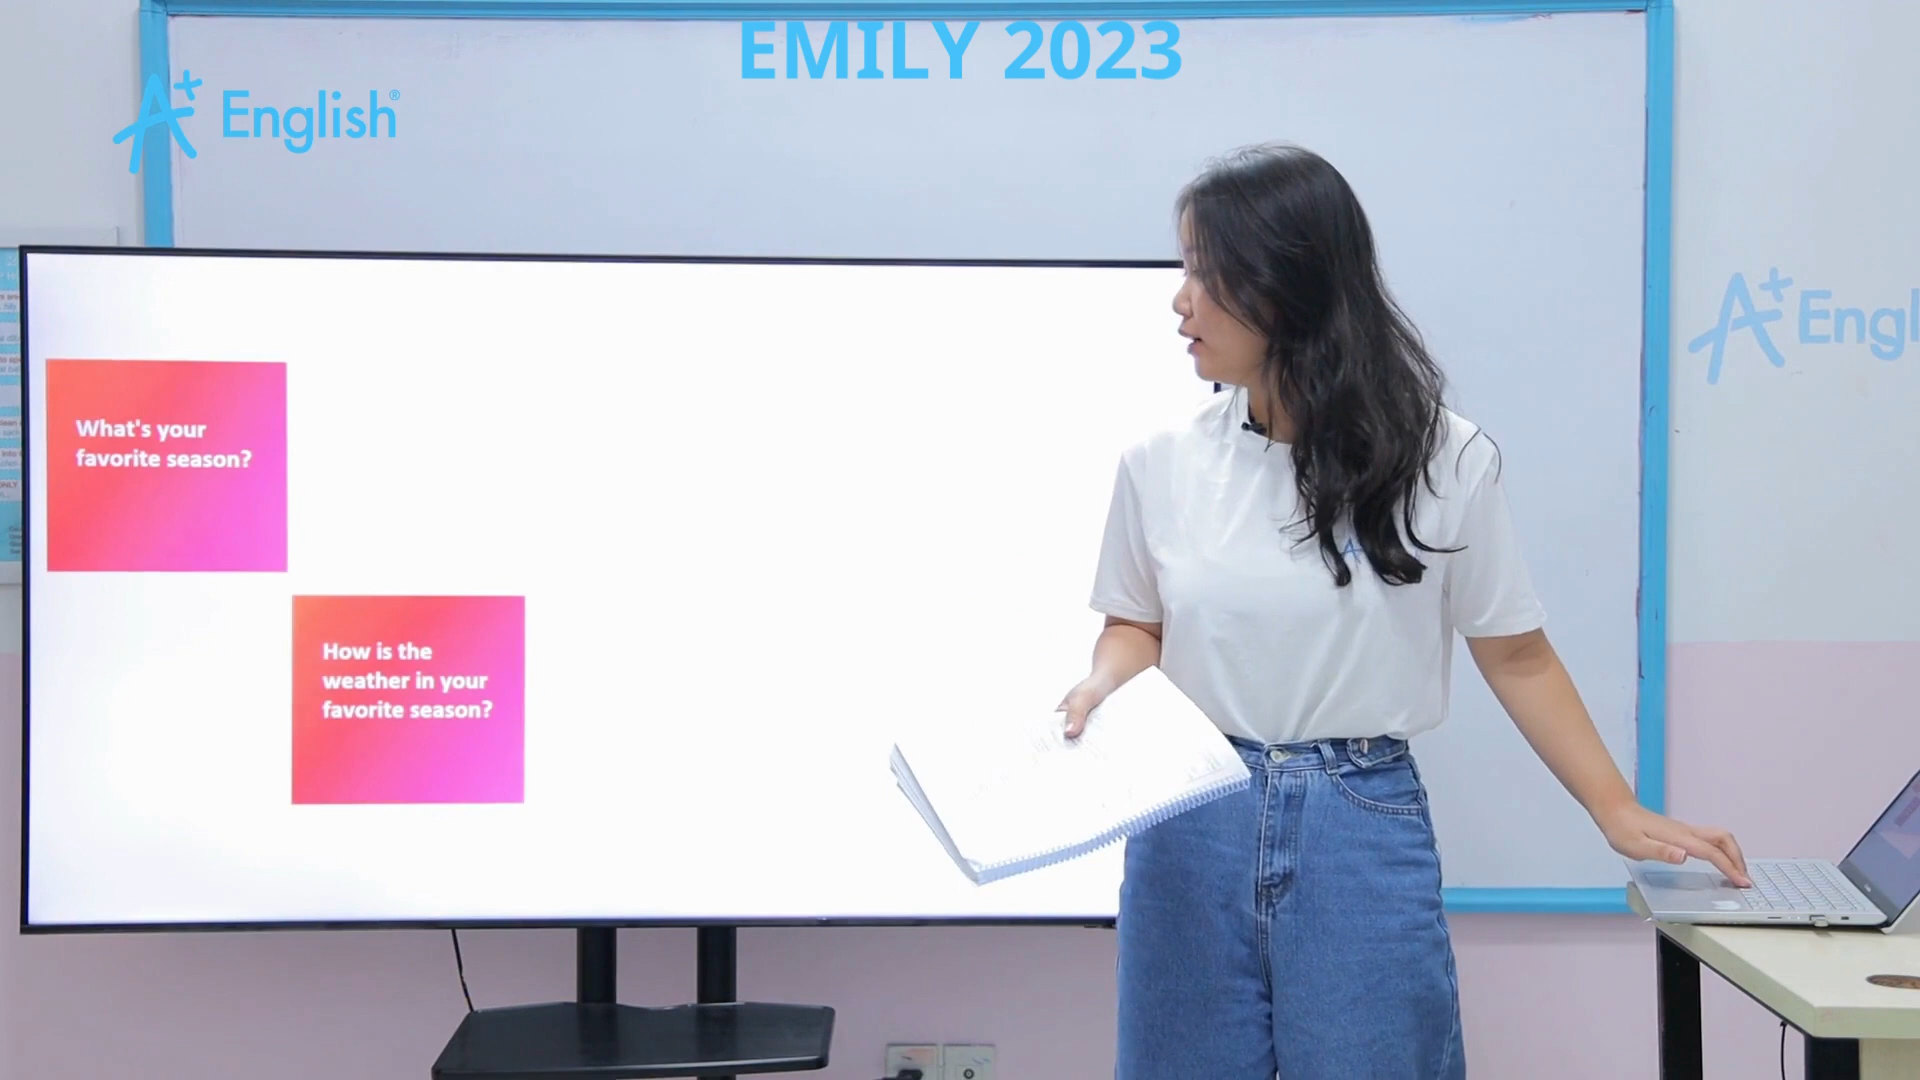 EMILY 2023
A+ English®
What's your
favorite season?
How is the
weather in your
favorite season?
A+ Engl